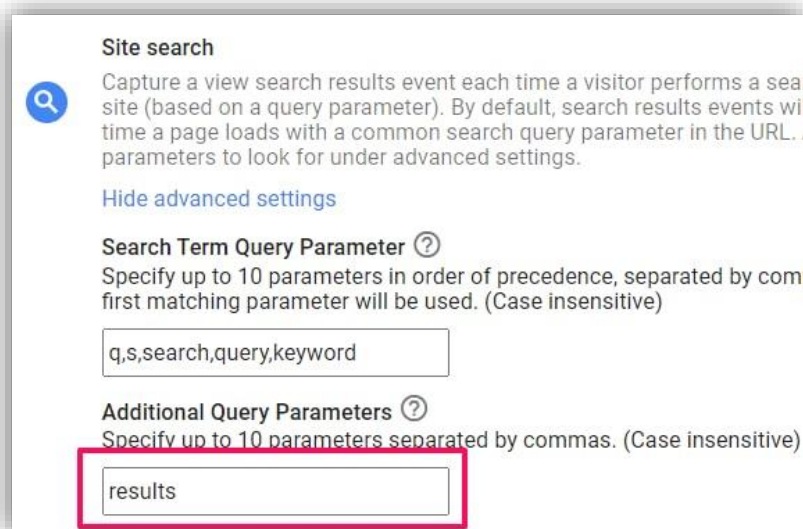 Site search
Capture a view search results event each time a visitor performs a sea
site (based on a query parameter). By default, search results events wi
time a page loads with a common search query parameter in the URL.
parameters to look for under advanced settings.
Hide advanced settings
Search Term Query Parameter ?
Specify up to 10 parameters in order of precedence, separated by com
first matching parameter will be used. (Case insensitive)
q,s,search,query,keyword
Additional Query Parameters ?
Specify up to 10 parameters separated by commas. (Case insensitive)
results